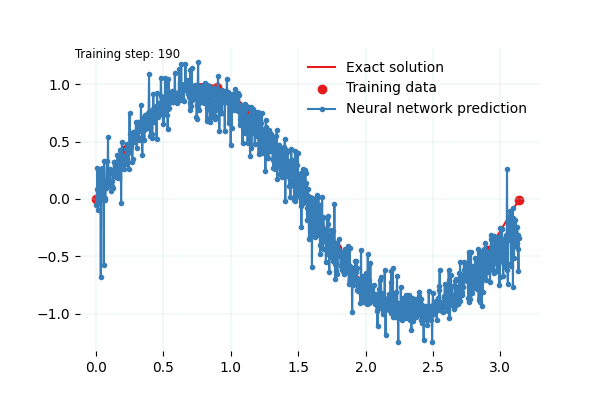 Training step: 190
Exact solution
Training data
Neural network prediction
1.0
0.5
0.0
−0.5
−1.0
0.0 0.5 1.0 1.5 2.0 2.5 3.0